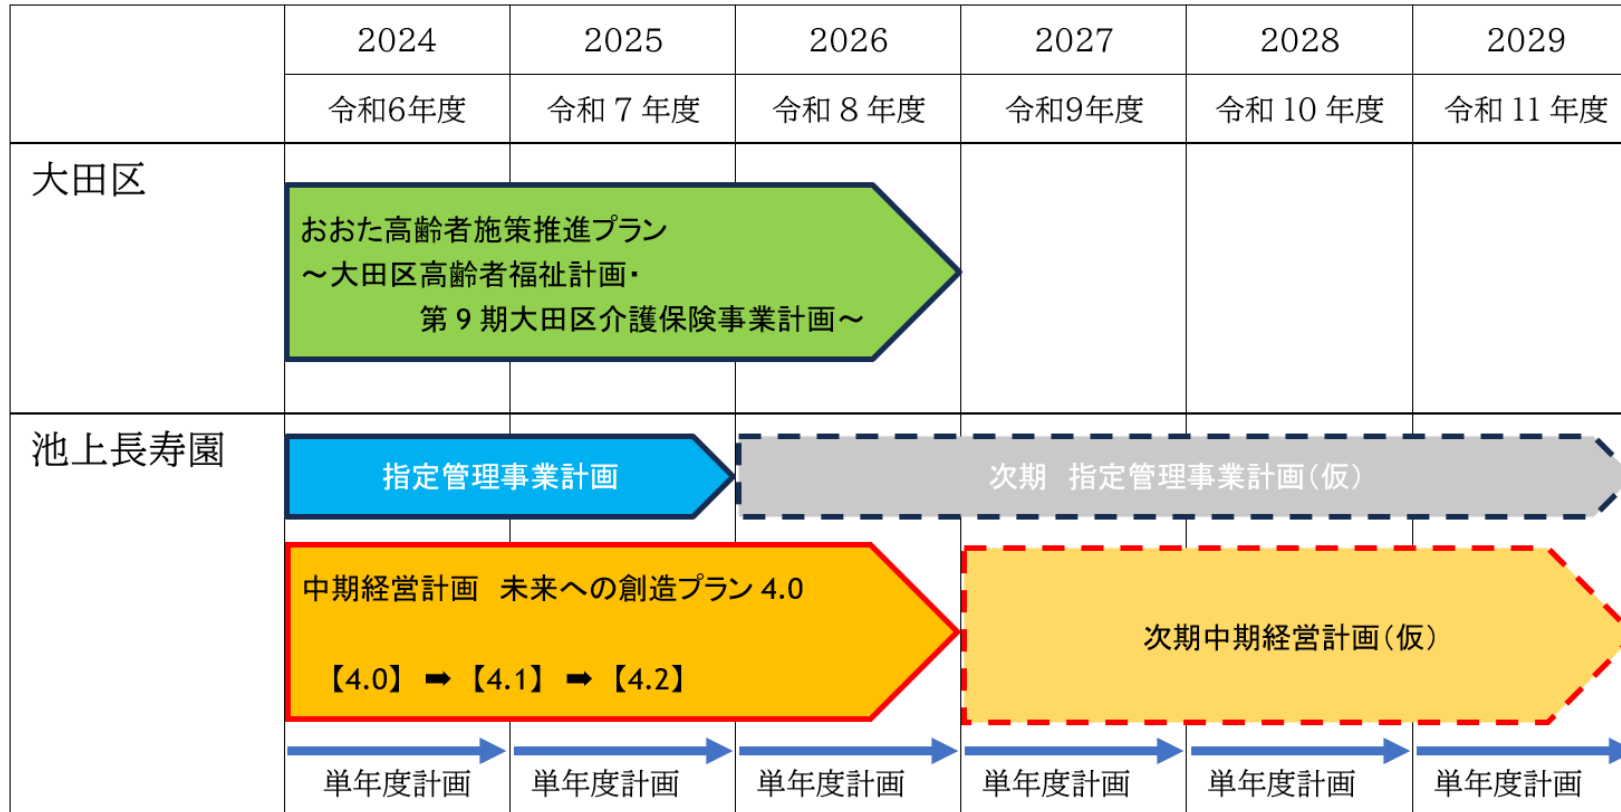 2024 2025 2026 2027 2028 2029
令和6年度 令和 7 年度 令和 8 年度 令和9年度 令和 10 年度 令和 11 年度
大田区
おおた高齢者施策推進プラン
～大田区高齢者福祉計画・
第 9 期大田区介護保険事業計画～
池上長寿園
指定管理事業計画 次期 指定管理事業計画(仮)
中期経営計画 未来への創造プラン 4.0
次期中期経営計画(仮)
【4.0】 ➡ 【4.1】 ➡ 【4.2】
単年度計画 単年度計画 単年度計画 単年度計画 単年度計画 単年度計画